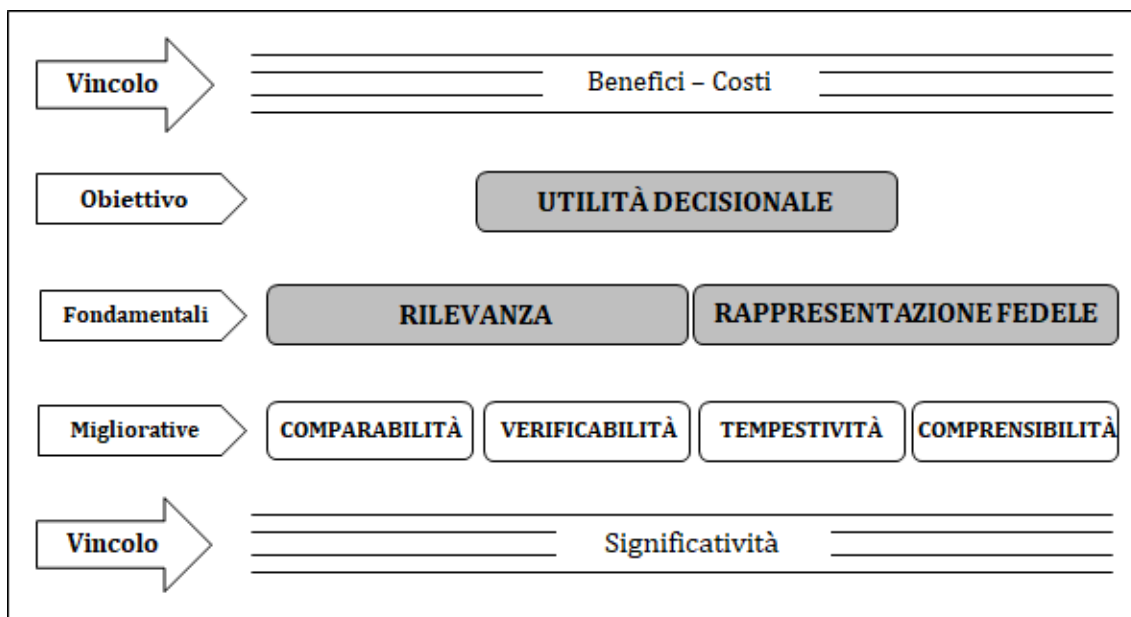 Vincolo
Benefici – Costi
Obiettivo
UTILITÀ DECISIONALE
Fondamentali
RILEVANZA
RAPPRESENTAZIONE FEDELE
Migliorative
COMPARABILITÀ
VERIFICABILITÀ
TEMPESTIVITÀ
COMPRENSIBILITÀ
Vincolo
Significatività